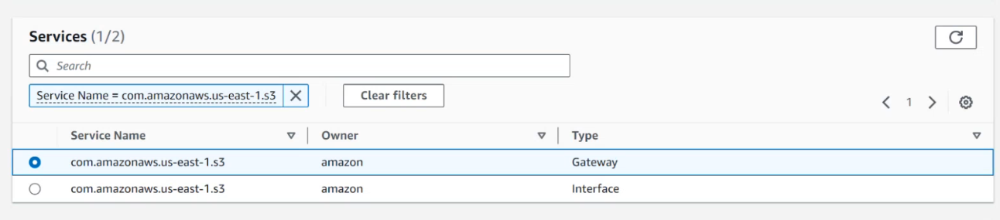 Services (1/2)
Search
Service Name = com.amazonaws.us-east-1.s3
Clear filters
1
Service Name Owner Type
com.amazonaws.us-east-1.s3 amazon Gateway
com.amazonaws.us-east-1.s3 amazon Interface